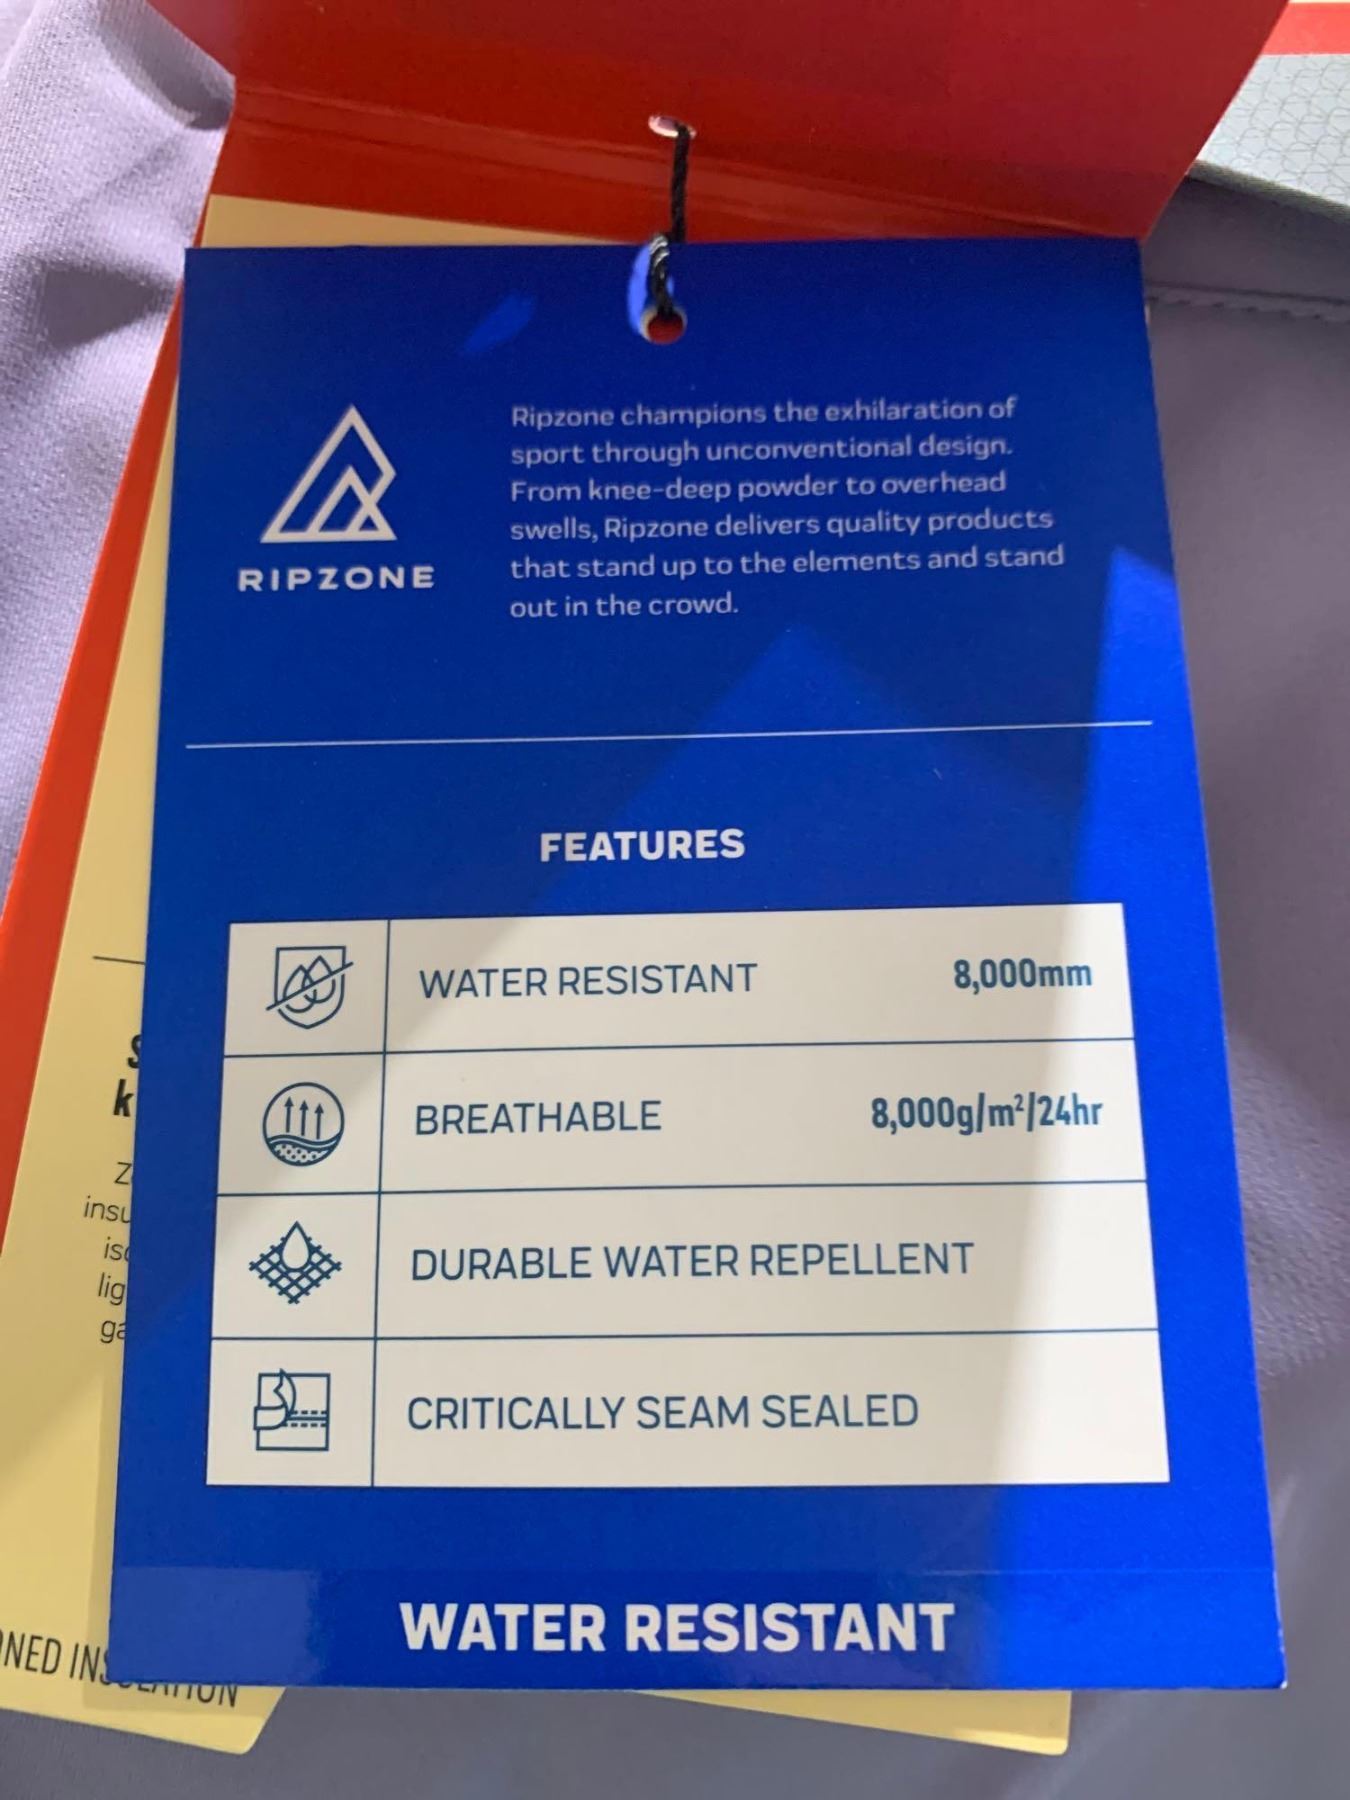 RIPZONE
Ripzone champions the exhilaration of
sport through unconventional design.
From knee-deep powder to overhead
swells, Ripzone delivers quality products
that stand up to the elements and stand
out in the crowd.
FEATURES
WATER RESISTANT 8,000mm
BREATHABLE 8,000g/m²/24hr
DURABLE WATER REPELLENT
CRITICALLY SEAM SEALED
WATER RESISTANT